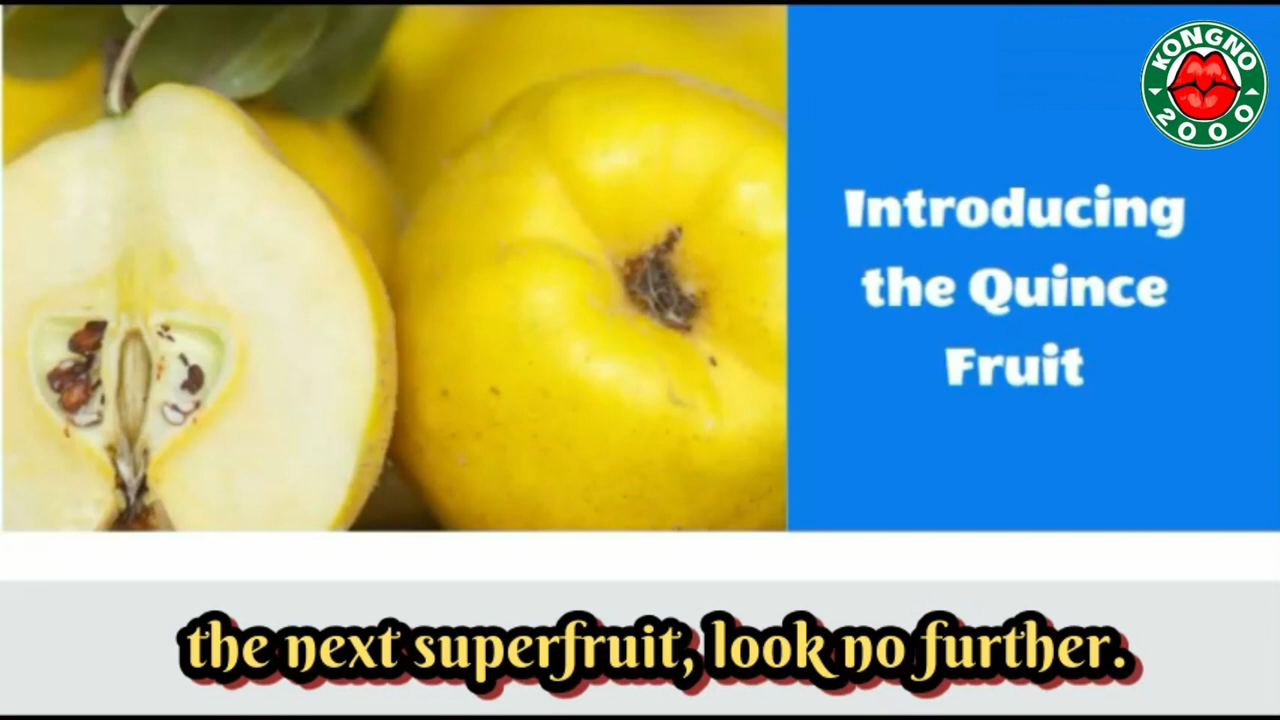 KONGNO
2000
Introducing
the Quince
Fruit
the next superfruit, look no further.